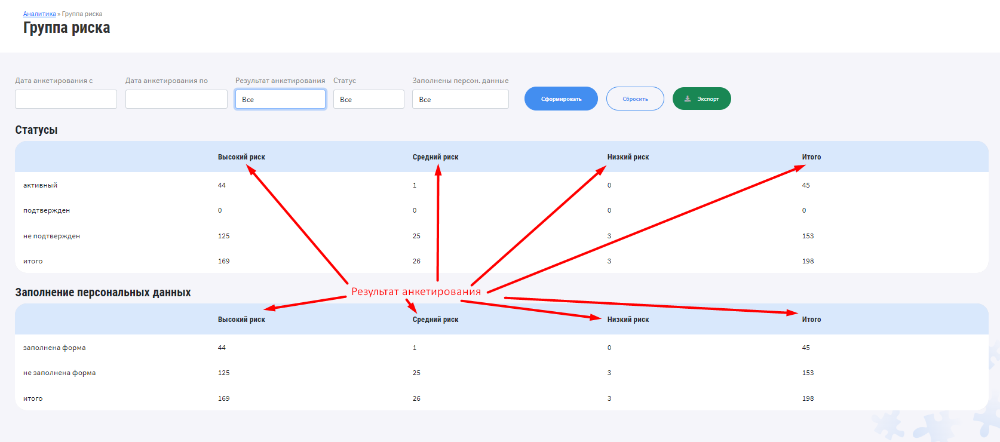 Аналитика » Группа риска
Группа риска
Дата анкетирования с Дата анкетирования по Результат анкетирования Статус Заполнены персон. данные
Все Все Все Сформировать Сбросить Экспорт
Статусы
Высокий риск Средний риск Низкий риск Итого
активный 44 1 0 45
подтвержден 0 0 0 0
не подтвержден 125 25 3 153
итого 169 26 3 198
Результат анкетирования
Заполнение персональных данных
Высокий риск Средний риск Низкий риск Итого
заполнена форма 44 1 0 45
не заполнена форма 125 25 3 153
итого 169 26 3 198